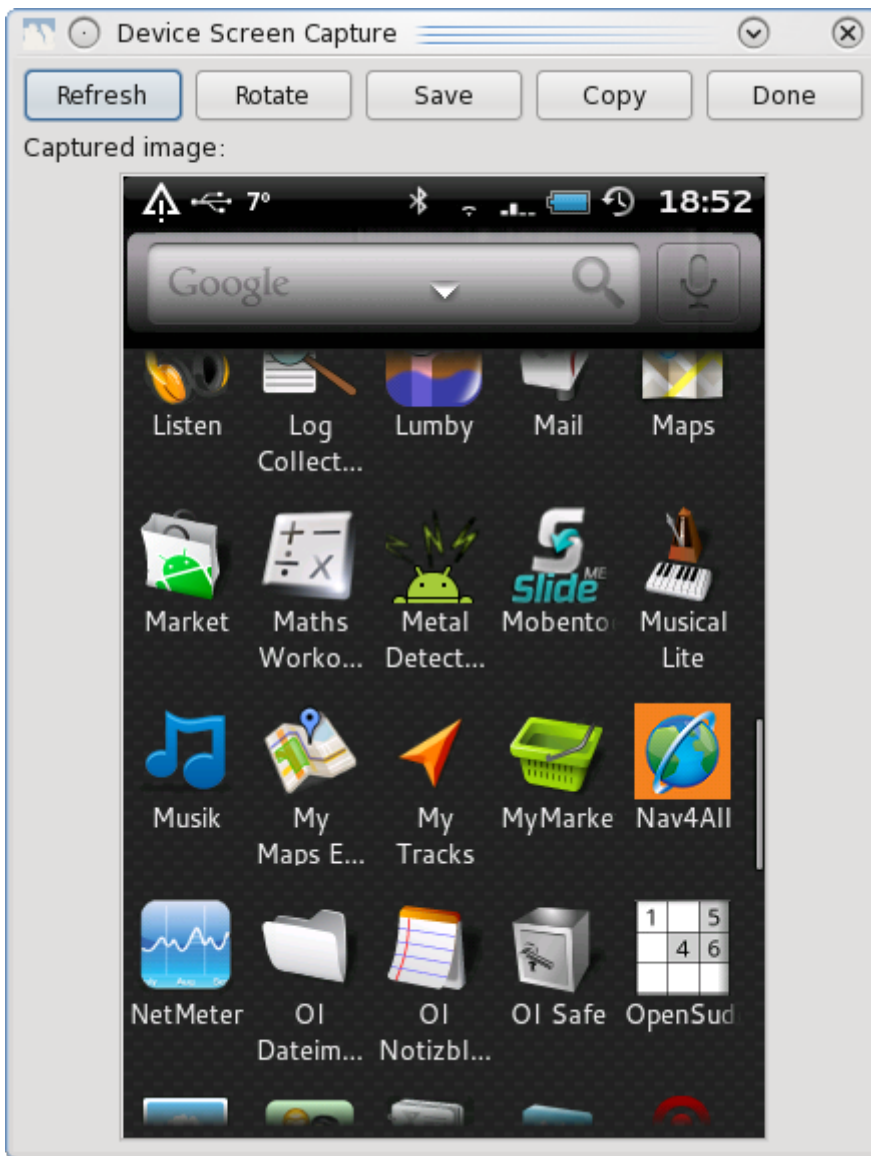 Device Screen Capture
Refresh Rotate Save Copy Done
Captured image:
7° 18:52
Google
Listen Log Lumby Mail Maps
Collect...
Slide ME
Market Maths Metal Mobento Musical
Worko... Detect... Lite
Musik My My MyMarke Nav4All
Maps E... Tracks
1 5
4 6
NetMeter OI OI OI Safe OpenSud
Dateim... Notizbl...